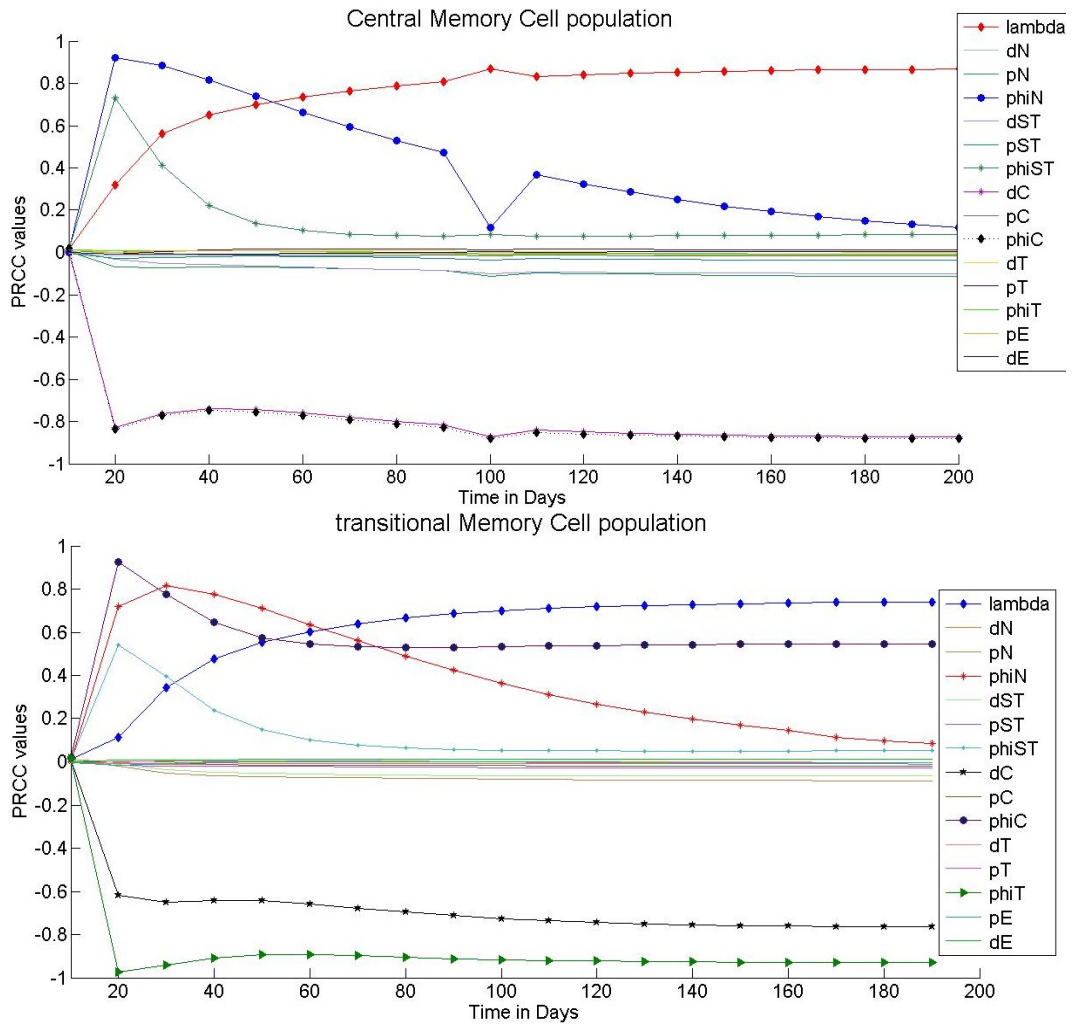 Central Memory Cell population
1
0.8
0.6
0.4
0.2
0
-0.2
-0.4
-0.6
-0.8
-1
PRCC values
20 40 60 80 100 120 140 160 180 200
Time in Days
lambda
dN
pN
phiN
dST
pST
phiST
dC
pC
phiC
dT
pT
phiT
pE
dE
transitional Memory Cell population
1
0.8
0.6
0.4
0.2
0
-0.2
-0.4
-0.6
-0.8
-1
PRCC values
20 40 60 80 100 120 140 160 180 200
Time in Days
lambda
dN
pN
phiN
dST
pST
phiST
dC
pC
phiC
dT
pT
phiT
pE
dE